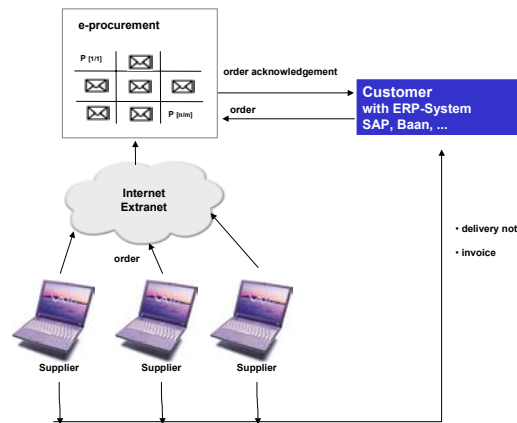 e-procurement
P [1/1]
P [n/m]
order acknowledgement
order
Customer
with ERP-System
SAP, Baan, ...
Internet
Extranet
• delivery not
• invoice
order
Supplier
Supplier
Supplier